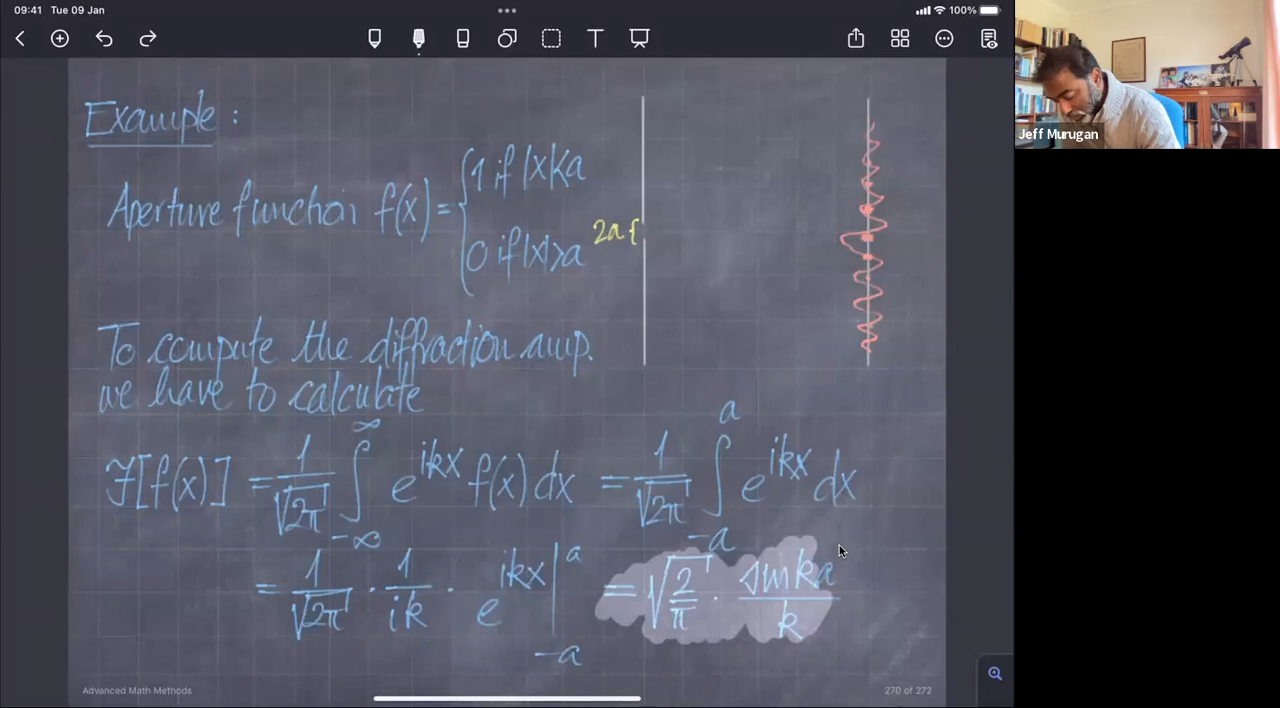 09:41 Tue 09 Jan
100%
Jeff Murugan
Example :
Aperture function f(x) = { 1 if |x|<a
0 if |x|>a
2a {
To compute the diffraction amp.
we have to calculate
ℱ[f(x)] = 1/√2π ∫_{-∞}^{∞} e^{ikx} f(x) dx = 1/√2π ∫_{-a}^{a} e^{ikx} dx
= 1/√2π · 1/ik · e^{ikx} |_{-a}^{a} = √(2/π) · sin ka / k
Advanced Math Methods
270 of 272